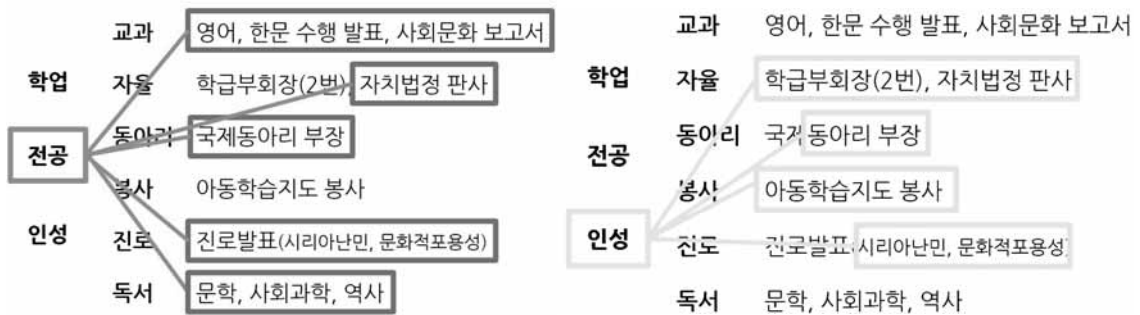 교과 영어, 한문 수행 발표, 사회문화 보고서
학업 자율 학급부회장(2번), 자치법정 판사
동아리 국제동아리 부장
전공
봉사 아동학습지도 봉사
인성 진로 진로발표(시리아난민, 문화적포용성)
독서 문학, 사회과학, 역사
교과 영어, 한문 수행 발표, 사회문화 보고서
학업 자율 학급부회장(2번), 자치법정 판사
동아리 국제동아리 부장
전공
봉사 아동학습지도 봉사
인성 진로 진로발표(시리아난민, 문화적포용성)
독서 문학, 사회과학, 역사